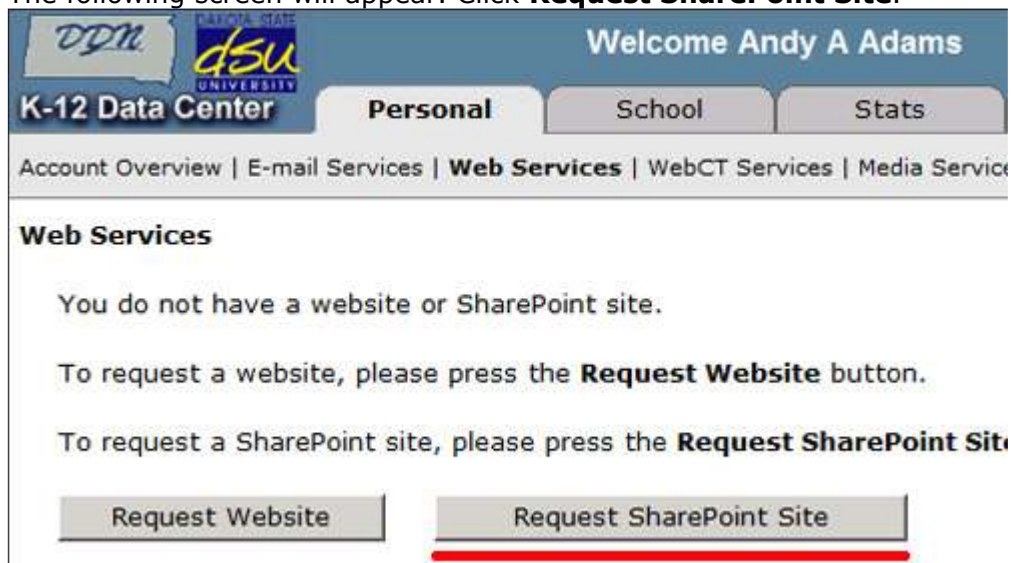 The following screen will appear. Click Request SharePoint Site.
DDN
DAKOTA STATE
dsu
UNIVERSITY
Welcome Andy A Adams
K-12 Data Center
Personal
School
Stats
Account Overview | E-mail Services | Web Services | WebCT Services | Media Service
Web Services
You do not have a website or SharePoint site.
To request a website, please press the Request Website button.
To request a SharePoint site, please press the Request SharePoint Site
Request Website
Request SharePoint Site